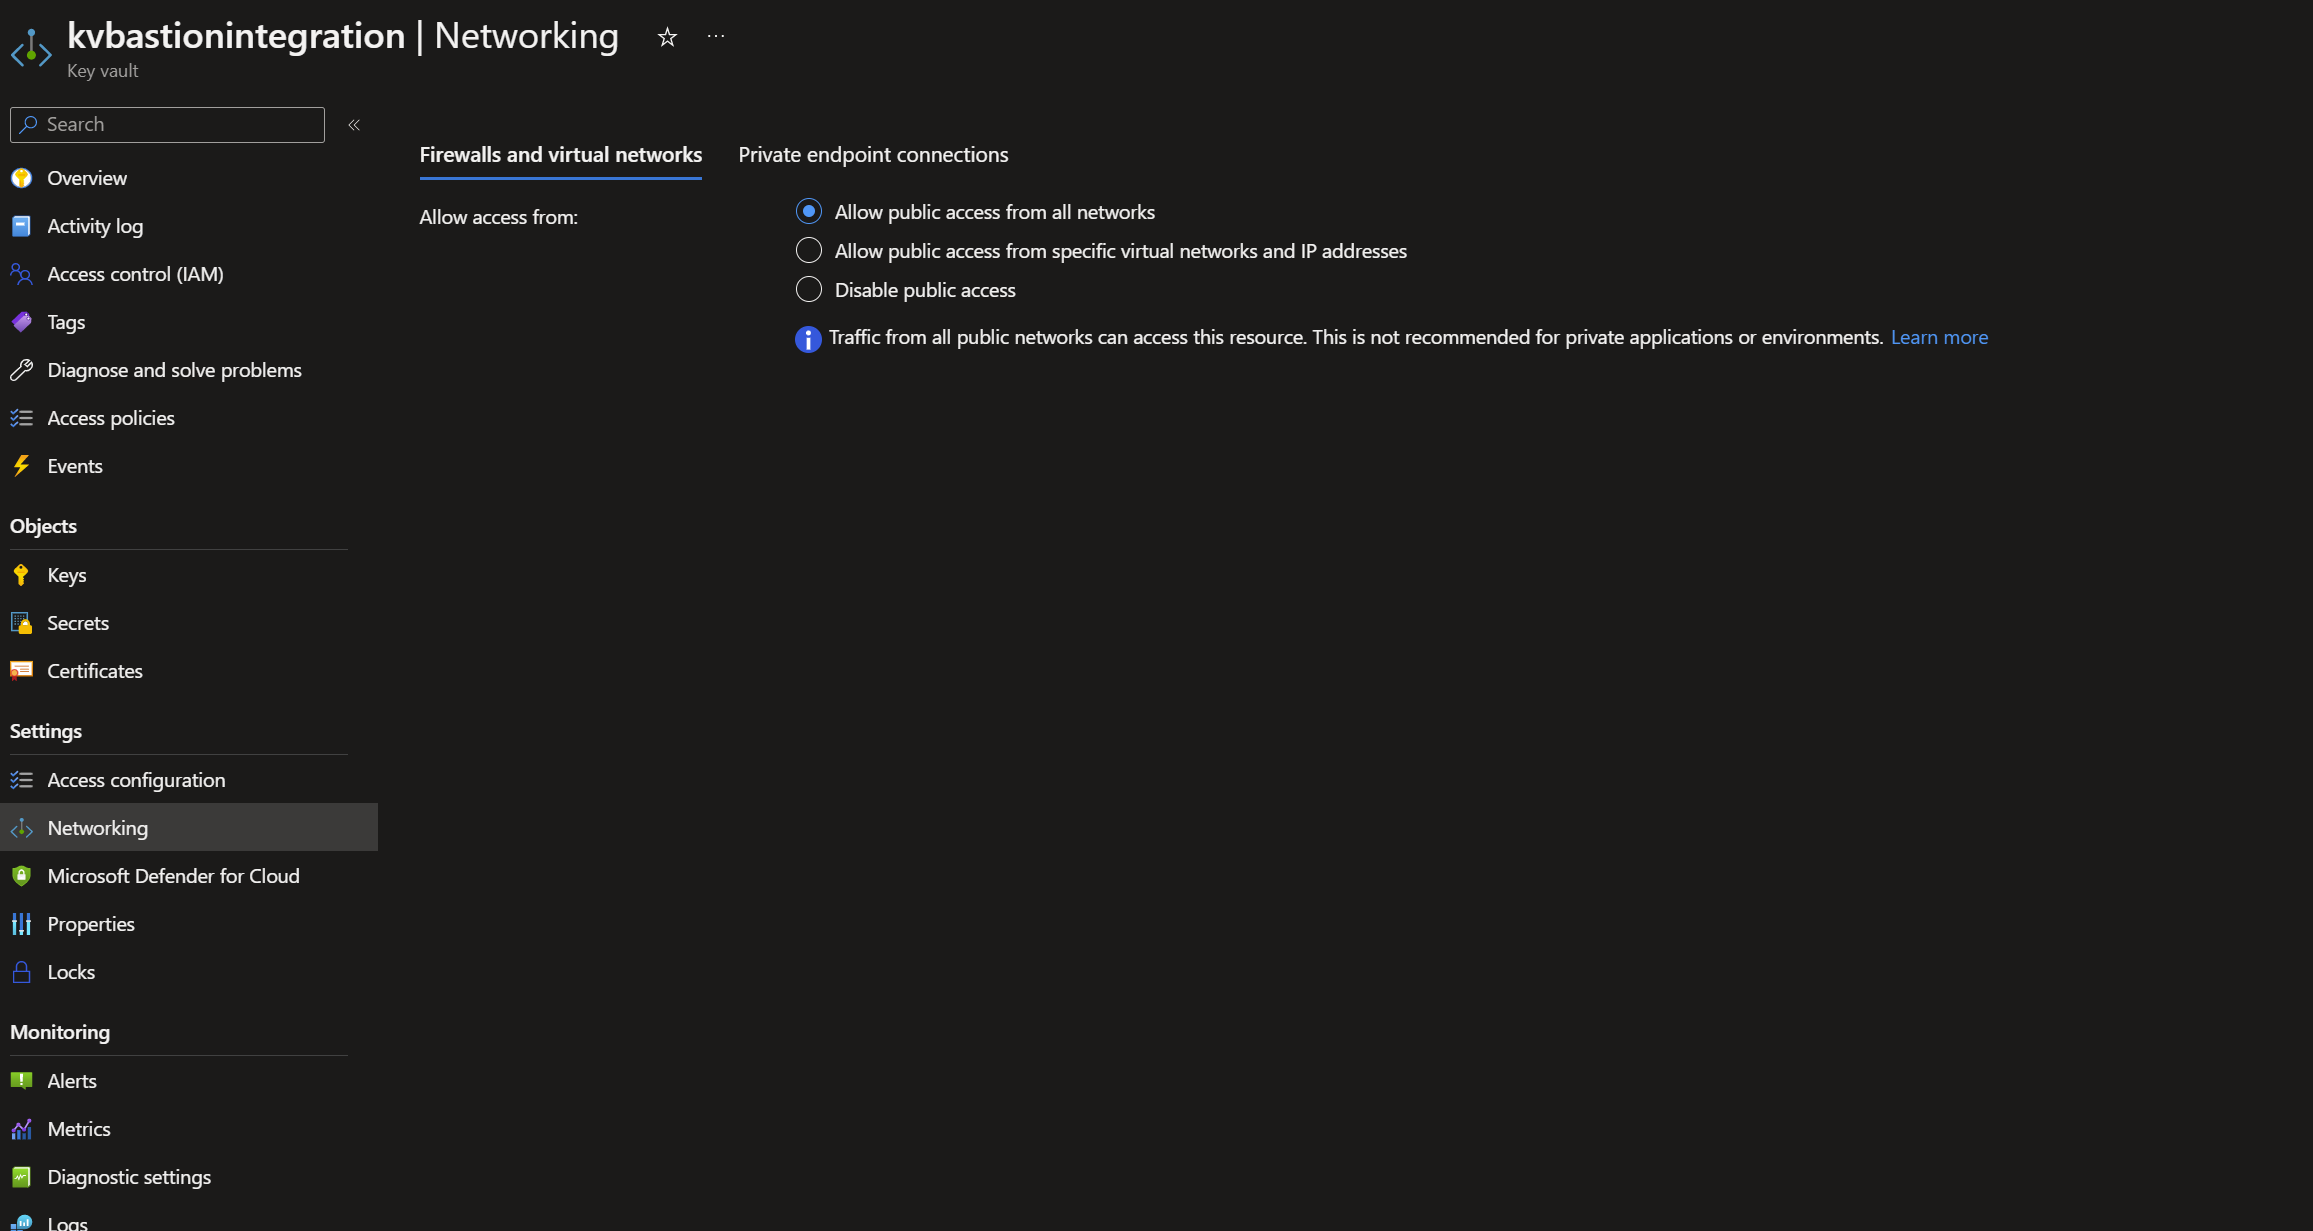 kvbastionintegration | Networking
Key vault
Search
Overview
Activity log
Access control (IAM)
Tags
Diagnose and solve problems
Access policies
Events
Objects
Keys
Secrets
Certificates
Settings
Access configuration
Networking
Microsoft Defender for Cloud
Properties
Locks
Monitoring
Alerts
Metrics
Diagnostic settings
Logs
Firewalls and virtual networks
Private endpoint connections
Allow access from:
Allow public access from all networks
Allow public access from specific virtual networks and IP addresses
Disable public access
Traffic from all public networks can access this resource. This is not recommended for private applications or environments. Learn more